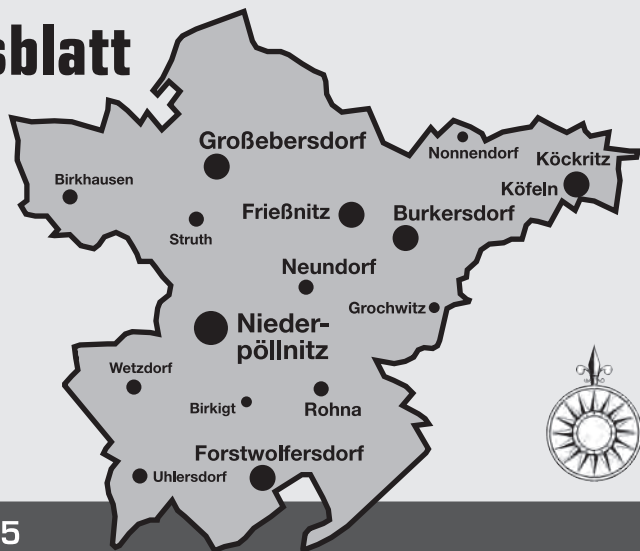 sblatt
Großebersdorf
Nonnendorf
Köckritz
Birkhausen
Köfeln
Frießnitz
Burkersdorf
Struth
Neundorf
Grochwitz
Nieder-
pöllnitz
Wetzdorf
Birkigt
Rohna
Forstwolfersdorf
Uhlersdorf
5